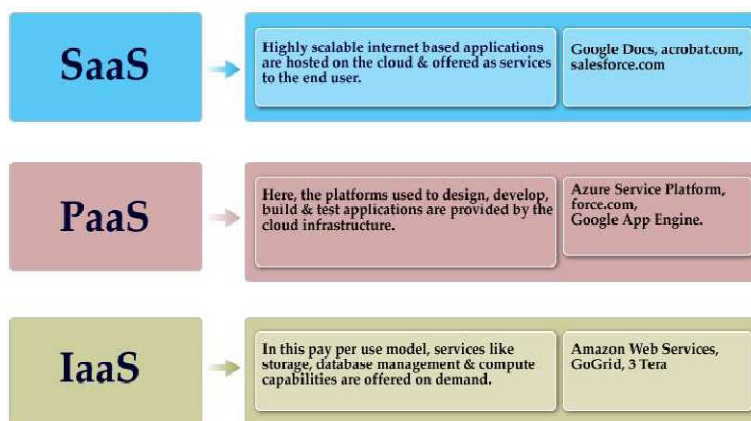 SaaS
Highly scalable internet based applications
are hosted on the cloud & offered as services
to the end user.
Google Docs, acrobat.com,
salesforce.com
PaaS
Here, the platforms used to design, develop,
build & test applications are provided by the
cloud infrastructure.
Azure Service Platform,
force.com,
Google App Engine.
IaaS
In this pay per use model, services like
storage, database management & compute
capabilities are offered on demand.
Amazon Web Services,
GoGrid, 3 Tera